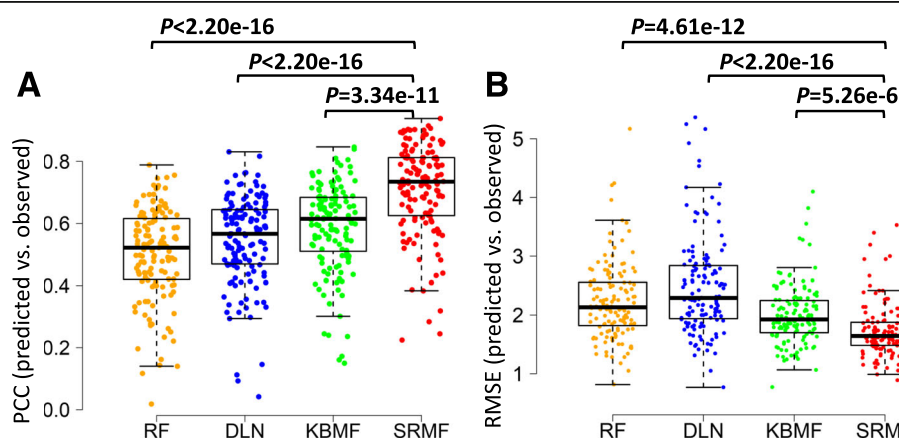 P<2.20e-16
P<2.20e-16
P=3.34e-11
A
PCC (predicted vs. observed)
0.8
0.6
0.4
0.2
0.0
RF DLN KBMF SRMF
P=4.61e-12
P<2.20e-16
P=5.26e-6
B
RMSE (predicted vs. observed)
5
4
3
2
1
RF DLN KBMF SRM